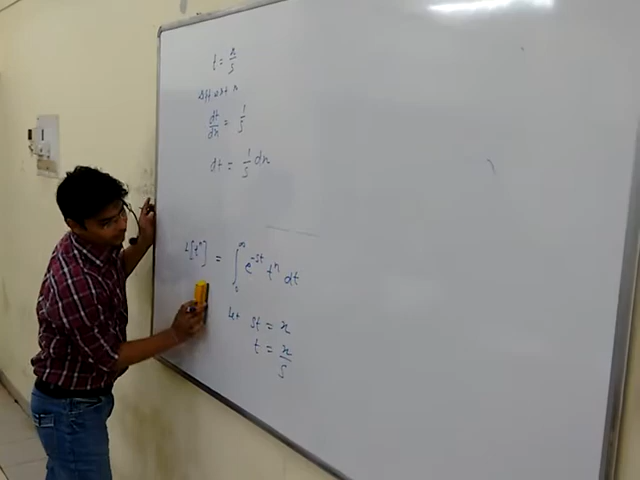 t = x/s
diff. w.r.t x
dt/dx = 1/s
dt = 1/s dx
L[tⁿ] = ∫₀^∞ e^{-st} tⁿ dt
Let st = x
t = x/s